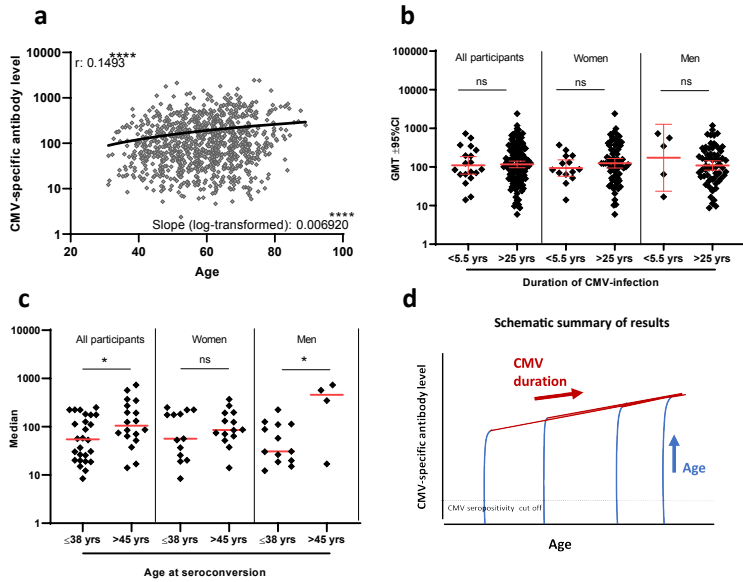 a
CMV-specific antibody level
10000
1000
100
10
1
20
40
60
80
100
Age
****
r: 0.1493
****
Slope (log-transformed): 0.006920
b
GMT ±95%CI
100000
10000
1000
100
10
1
All participants
Women
Men
ns
ns
ns
<5.5 yrs
>25 yrs
<5.5 yrs
>25 yrs
<5.5 yrs
>25 yrs
Duration of CMV-infection
c
Median
10000
1000
100
10
1
All participants
Women
Men
*
ns
*
≤38 yrs
>45 yrs
≤38 yrs
>45 yrs
≤38 yrs
>45 yrs
Age at seroconversion
d
Schematic summary of results
CMV-specific antibody level
CMV
duration
Age
CMV seropositivity cut off
Age